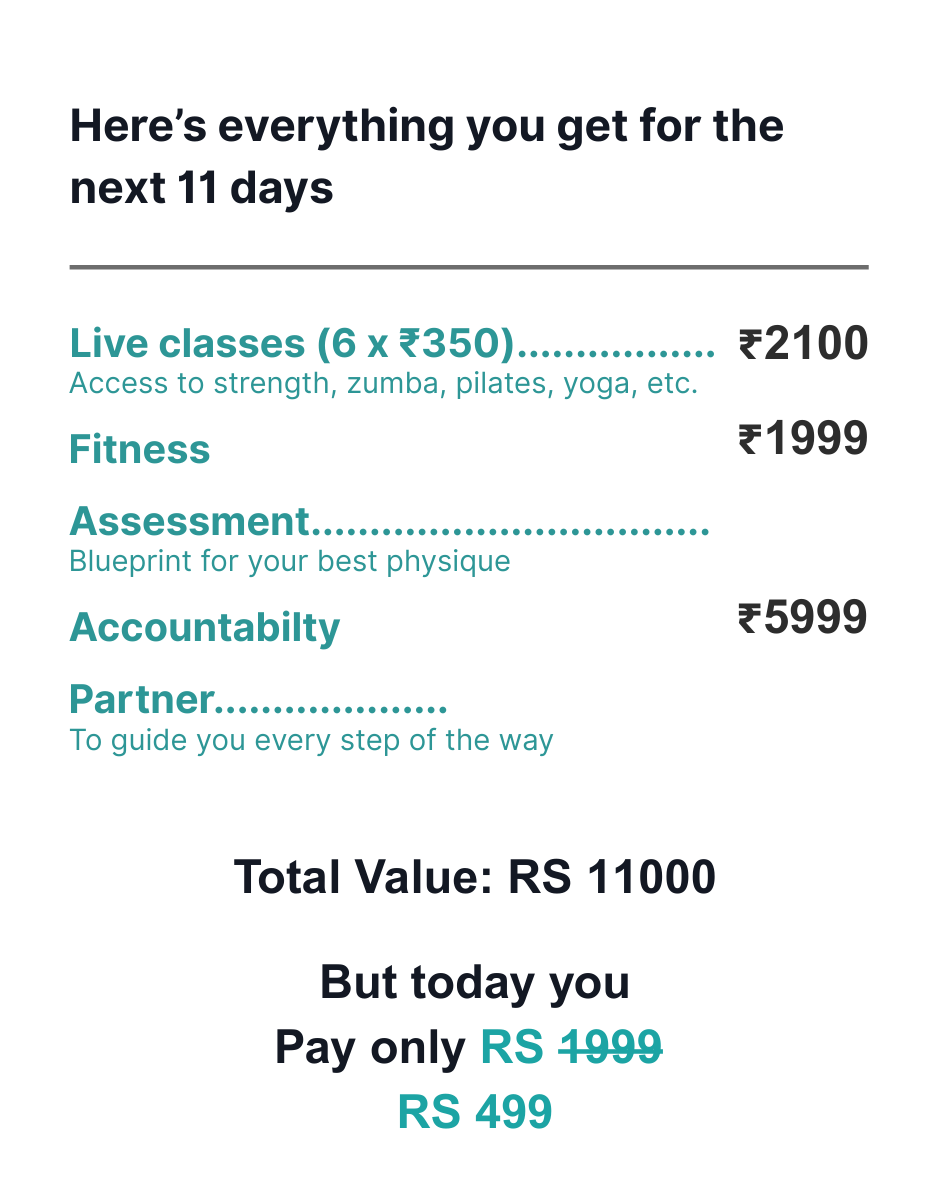 Here’s everything you get for the
next 11 days
Live classes (6 x ₹350)................. ₹2100
Access to strength, zumba, pilates, yoga, etc.
Fitness ₹1999
Assessment..................................
Blueprint for your best physique
Accountabilty ₹5999
Partner....................
To guide you every step of the way
Total Value: RS 11000
But today you
Pay only RS 1999
RS 499